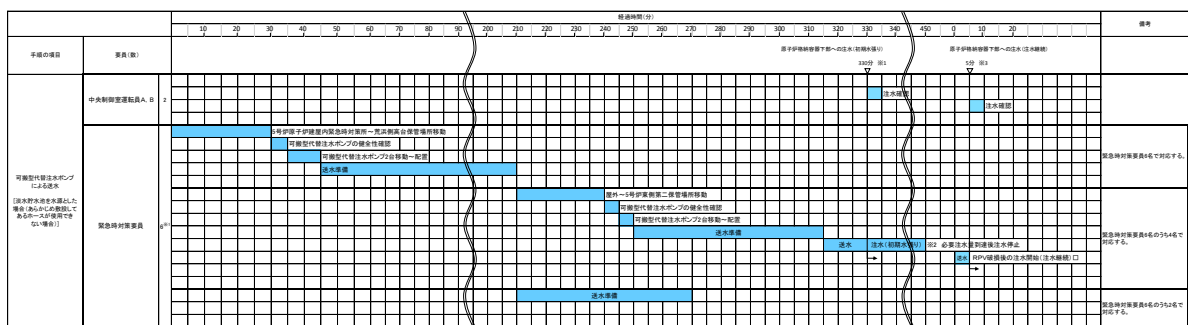 経過時間(分)
備考
10 20 30 40 50 60 70 80 90 200 210 220 230 240 250 260 270 280 290 300 310 320 330 340 450 0 10 20
手順の項目
要員(数)
原子炉格納容器下部への注水(初期水張り)
原子炉格納容器下部への注水(注水継続)
330分 ※1
5分 ※3
中央制御室運転員A、B
2
注水確認
注水確認
可搬型代替注水ポンプ
による送水
[淡水貯水池を水源とした
場合(あらかじめ敷設して
あるホースが使用でき
ない場合)]
緊急時対策要員
5号炉原子炉建屋内緊急時対策所～荒浜側高台保管場所移動
可搬型代替注水ポンプの健全性確認
可搬型代替注水ポンプ2台移動～配置
送水準備
緊急時対策要員6名で対応する。
屋外～5号炉東側第二保管場所移動
可搬型代替注水ポンプの健全性確認
可搬型代替注水ポンプ2台移動～配置
送水準備
送水
注水(初期水張り)
※2 必要注水量到達後注水停止
送水
RPV破損後の注水開始(注水継続)口
緊急時対策要員6名のうち4名で
対応する。
送水準備
緊急時対策要員6名のうち2名で
対応する。